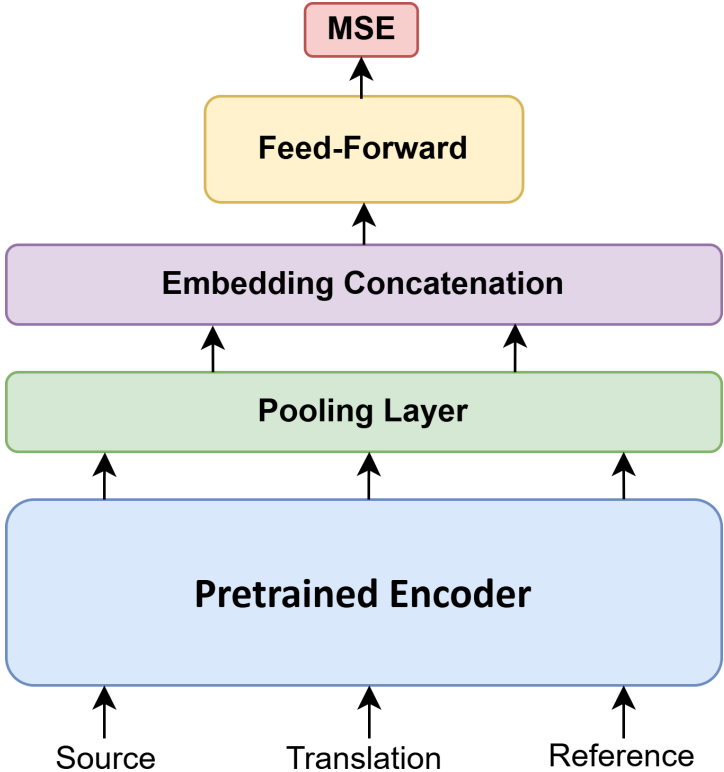 MSE
Feed-Forward
Embedding Concatenation
Pooling Layer
Pretrained Encoder
Source
Translation
Reference